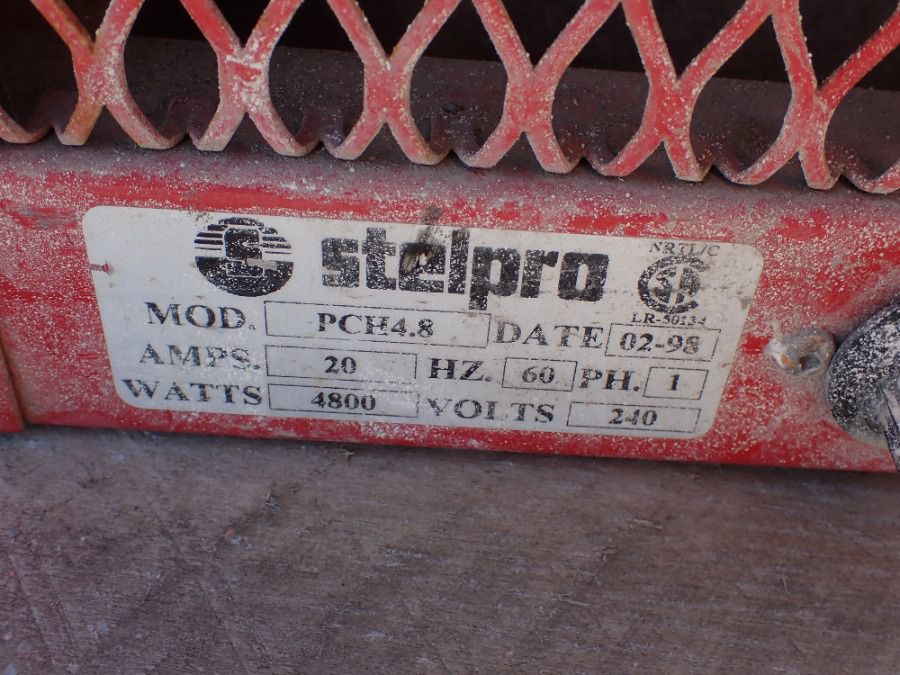 stelpro
NRTL/C
LR-50134
MOD. PCH4.8 DATE 02-98
AMPS. 20 HZ. 60 PH. 1
WATTS 4800 VOLTS 240